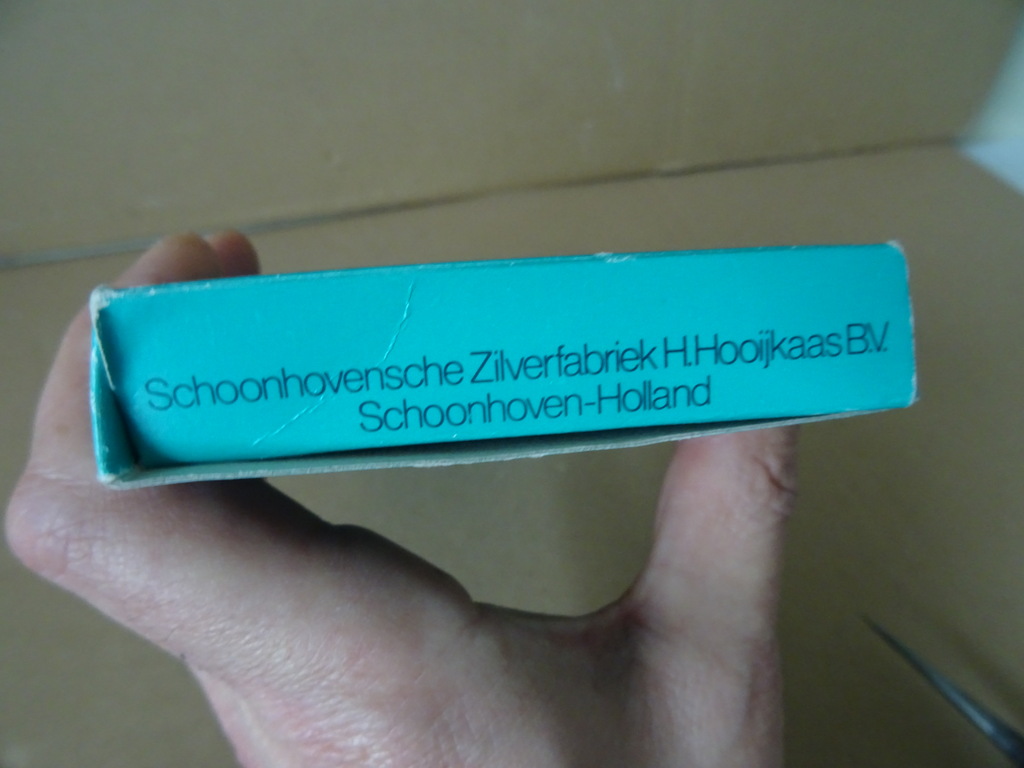 Schoonhovensche Zilverfabriek H.Hooijkaas B.V.
Schoonhoven-Holland